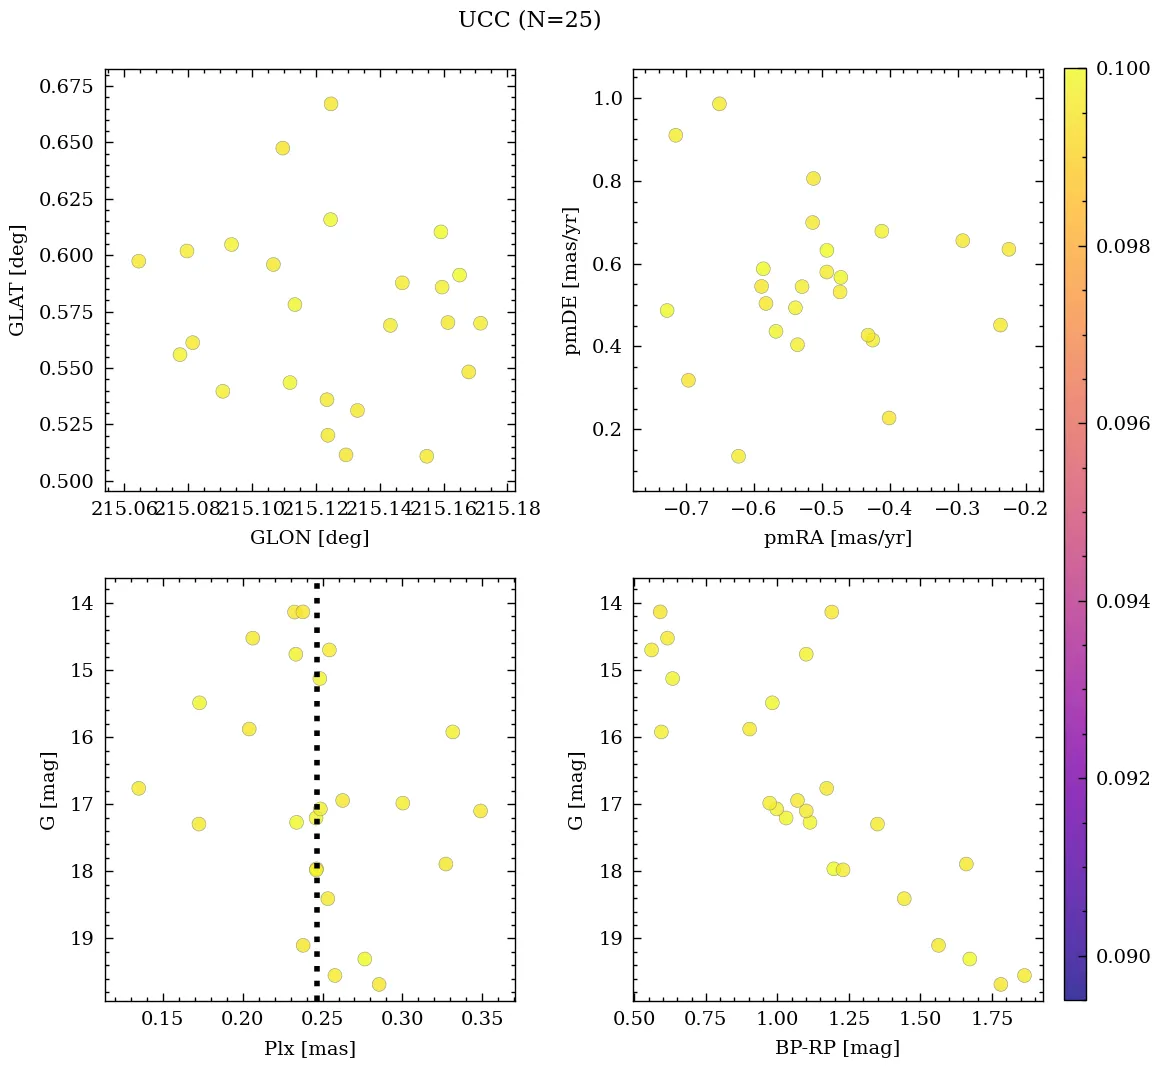 UCC (N=25)
0.675
0.650
0.625
0.600
0.575
0.550
0.525
0.500
GLAT [deg]
215.06 215.08 215.10 215.12 215.14 215.16 215.18
GLON [deg]
1.0
0.8
0.6
0.4
0.2
pmDE [mas/yr]
−0.7 −0.6 −0.5 −0.4 −0.3 −0.2
pmRA [mas/yr]
14
15
16
17
18
19
G [mag]
0.15 0.20 0.25 0.30 0.35
Plx [mas]
14
15
16
17
18
19
G [mag]
0.50 0.75 1.00 1.25 1.50 1.75
BP-RP [mag]
0.100
0.098
0.096
0.094
0.092
0.090